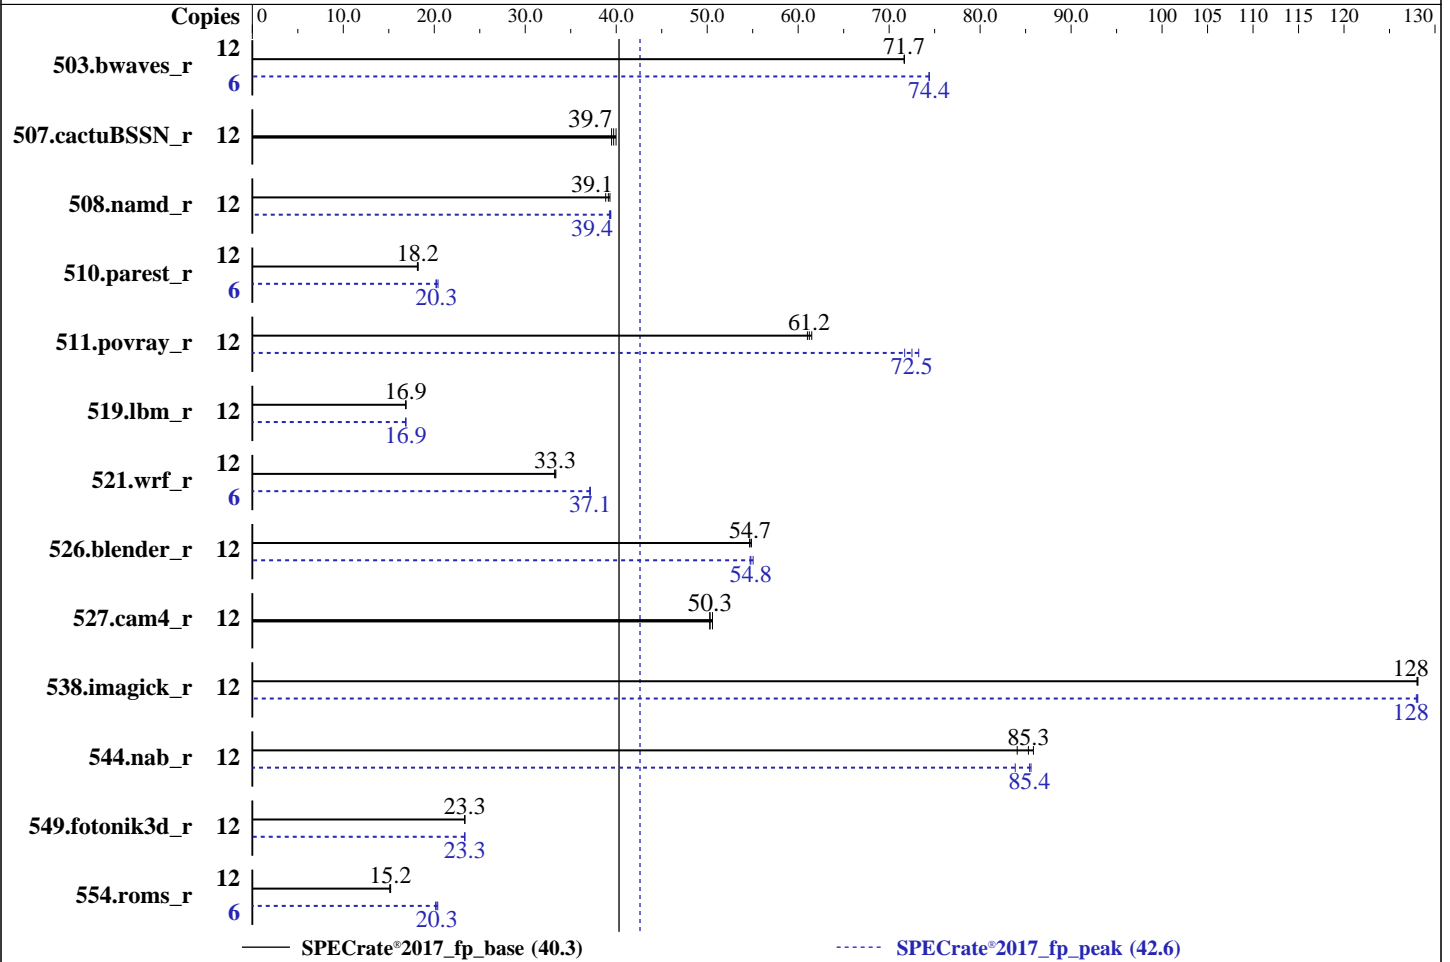 Copies 0 10.0 20.0 30.0 40.0 50.0 60.0 70.0 80.0 90.0 100 105 110 115 120 130
503.bwaves_r 12 71.7
6 74.4
507.cactuBSSN_r 12 39.7
508.namd_r 12 39.1
39.4
510.parest_r 12 18.2
6 20.3
511.povray_r 12 61.2
72.5
519.lbm_r 12 16.9
16.9
521.wrf_r 12 33.3
6 37.1
526.blender_r 12 54.7
54.8
527.cam4_r 12 50.3
538.imagick_r 12 128
128
544.nab_r 12 85.3
85.4
549.fotonik3d_r 12 23.3
23.3
554.roms_r 12 15.2
6 20.3
SPECrate®2017_fp_base (40.3) SPECrate®2017_fp_peak (42.6)